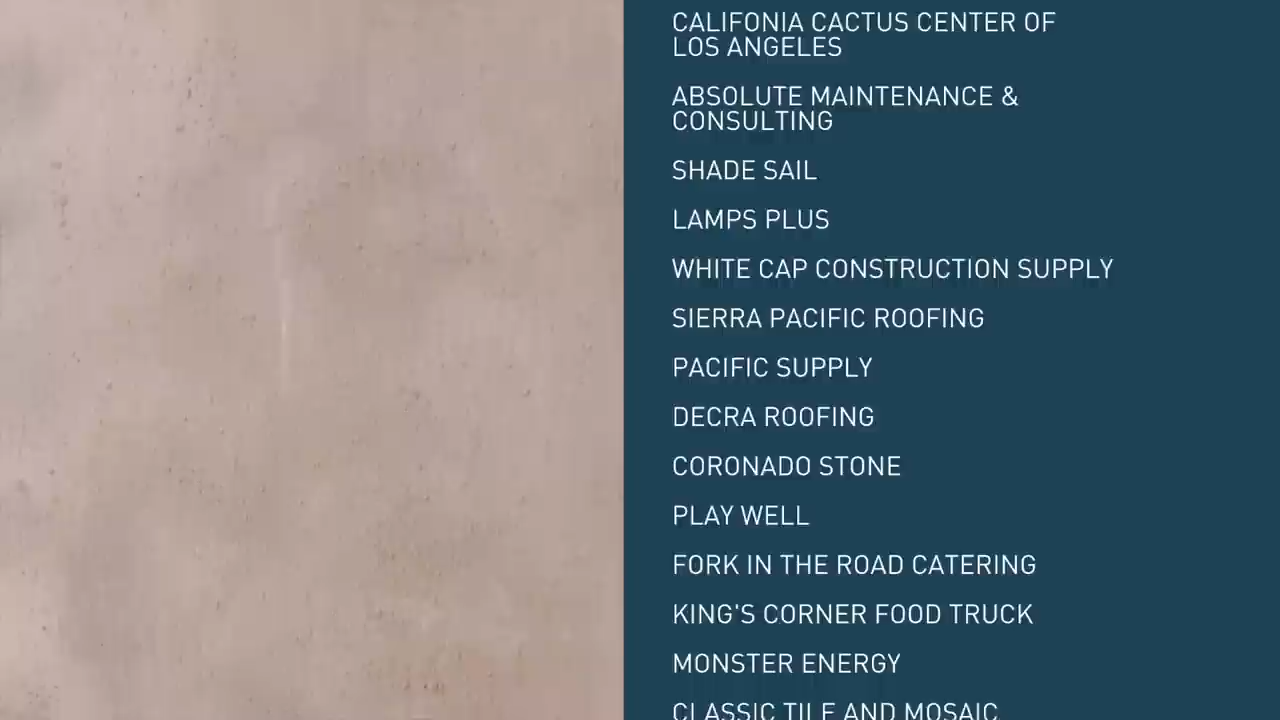 CALIFONIA CACTUS CENTER OF
LOS ANGELES
ABSOLUTE MAINTENANCE &
CONSULTING
SHADE SAIL
LAMPS PLUS
WHITE CAP CONSTRUCTION SUPPLY
SIERRA PACIFIC ROOFING
PACIFIC SUPPLY
DECRA ROOFING
CORONADO STONE
PLAY WELL
FORK IN THE ROAD CATERING
KING'S CORNER FOOD TRUCK
MONSTER ENERGY
CLASSIC TILE AND MOSAIC